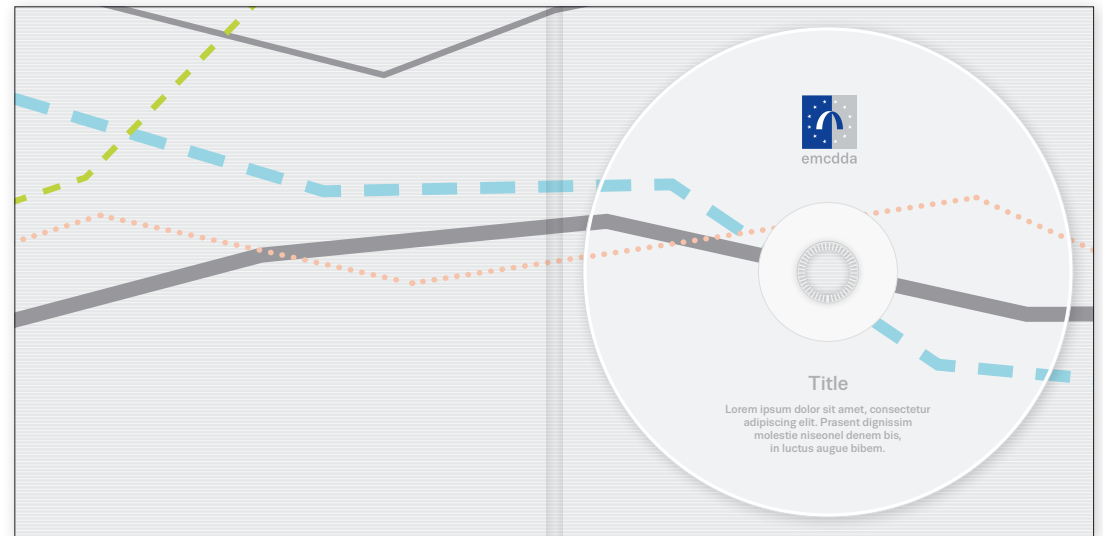 emcdda
Title
Lorem ipsum dolor sit amet, consectetur
adipiscing elit. Prasent dignissim
molestie niseonel denem bis,
in luctus augue bibem.